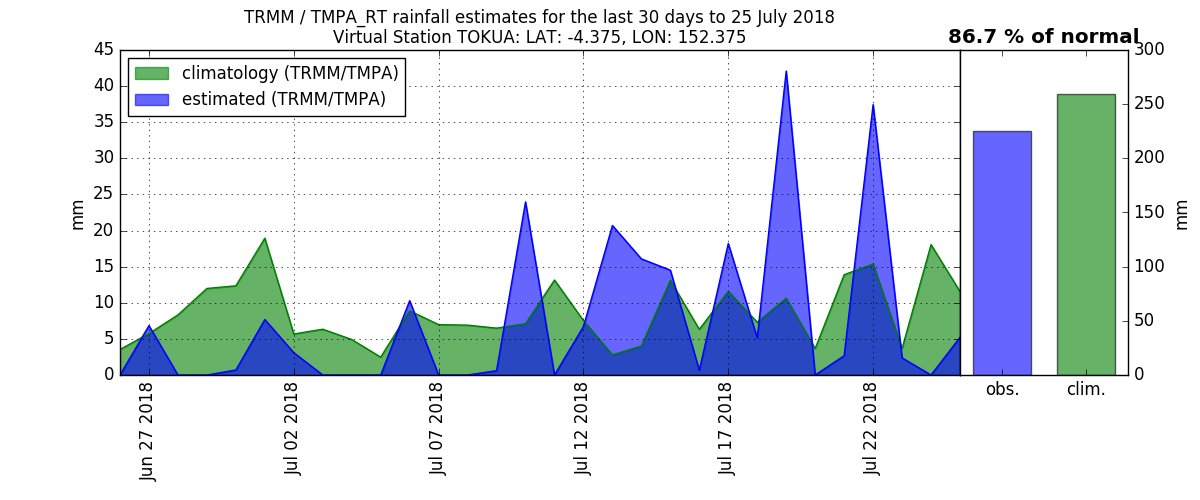 TRMM / TMPA_RT rainfall estimates for the last 30 days to 25 July 2018
Virtual Station TOKUA: LAT: -4.375, LON: 152.375
86.7 % of normal
climatology (TRMM/TMPA)
estimated (TRMM/TMPA)
45
40
35
30
25
20
15
10
5
0
mm
Jun 27 2018
Jul 02 2018
Jul 07 2018
Jul 12 2018
Jul 17 2018
Jul 22 2018
300
250
200
150
100
50
0
mm
obs.
clim.